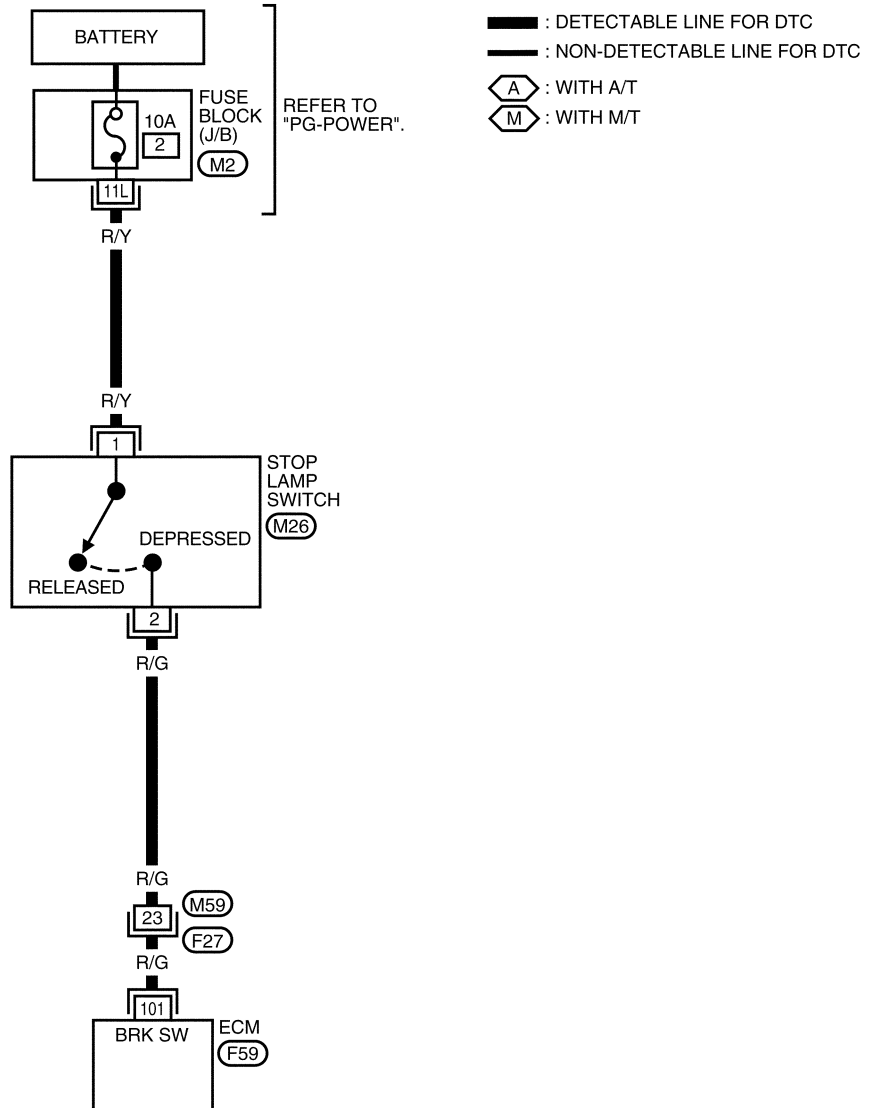 BATTERY
FUSE
BLOCK
(J/B)
10A
2
M2
11L
REFER TO
"PG-POWER".
: DETECTABLE LINE FOR DTC
: NON-DETECTABLE LINE FOR DTC
A : WITH A/T
M : WITH M/T
R/Y
R/Y
1
STOP
LAMP
SWITCH
M26
DEPRESSED
RELEASED
2
R/G
R/G
M59
23
F27
R/G
101
BRK SW
ECM
F59